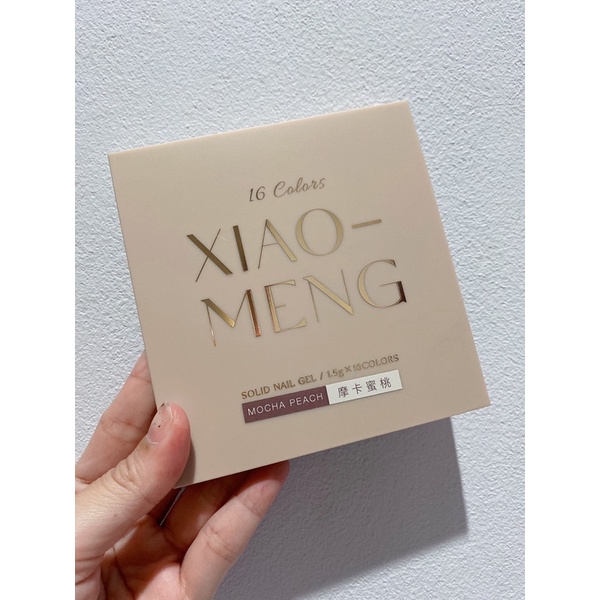 16 Colors
XIAO-
MENG
SOLID NAIL GEL / 1.5g×16COLORS
MOCHA PEACH 摩卡蜜桃